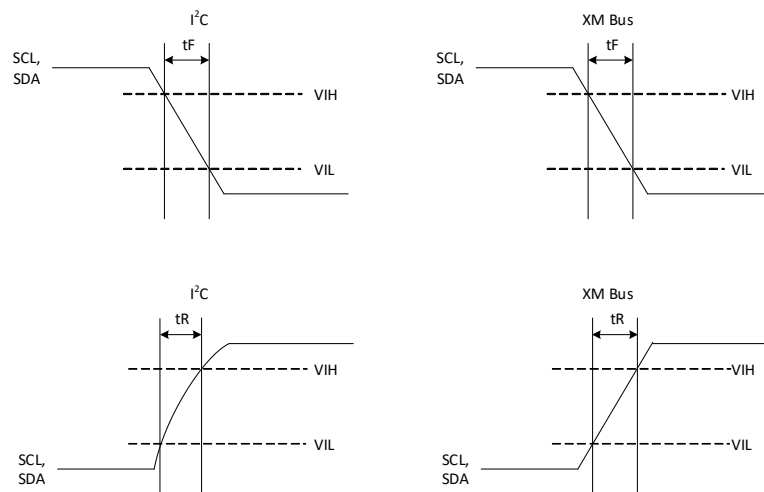 I²C
tF
SCL,
SDA
VIH
VIL
XM Bus
tF
SCL,
SDA
VIH
VIL
I²C
tR
VIH
VIL
SCL,
SDA
XM Bus
tR
VIH
VIL
SCL,
SDA